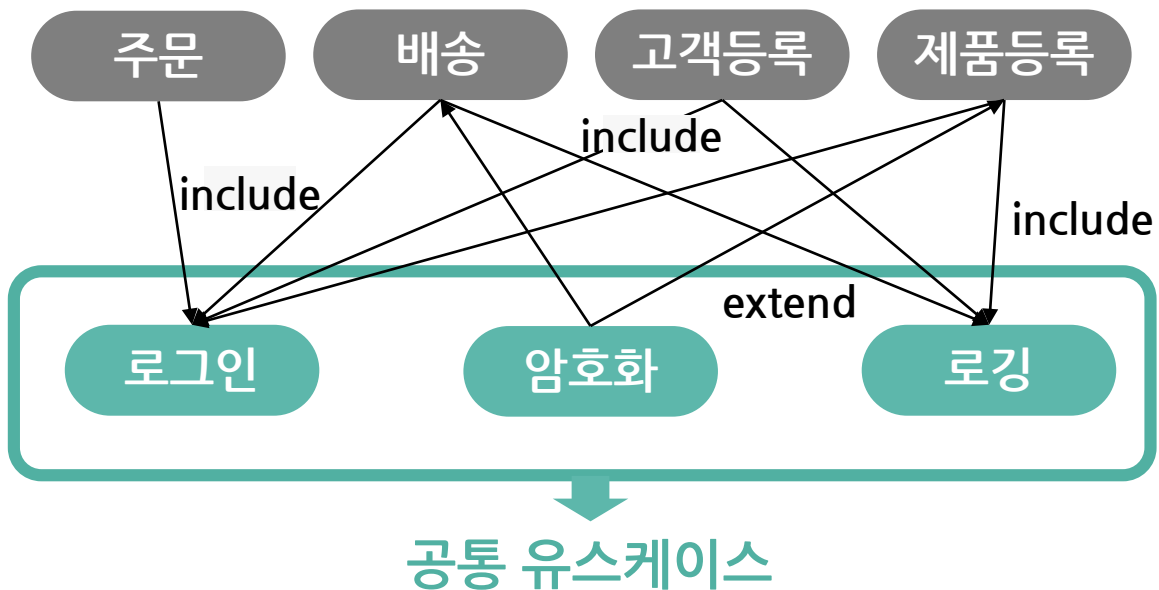 주문 배송 고객등록 제품등록
include
include
include
extend
로그인 암호화 로깅
공통 유스케이스